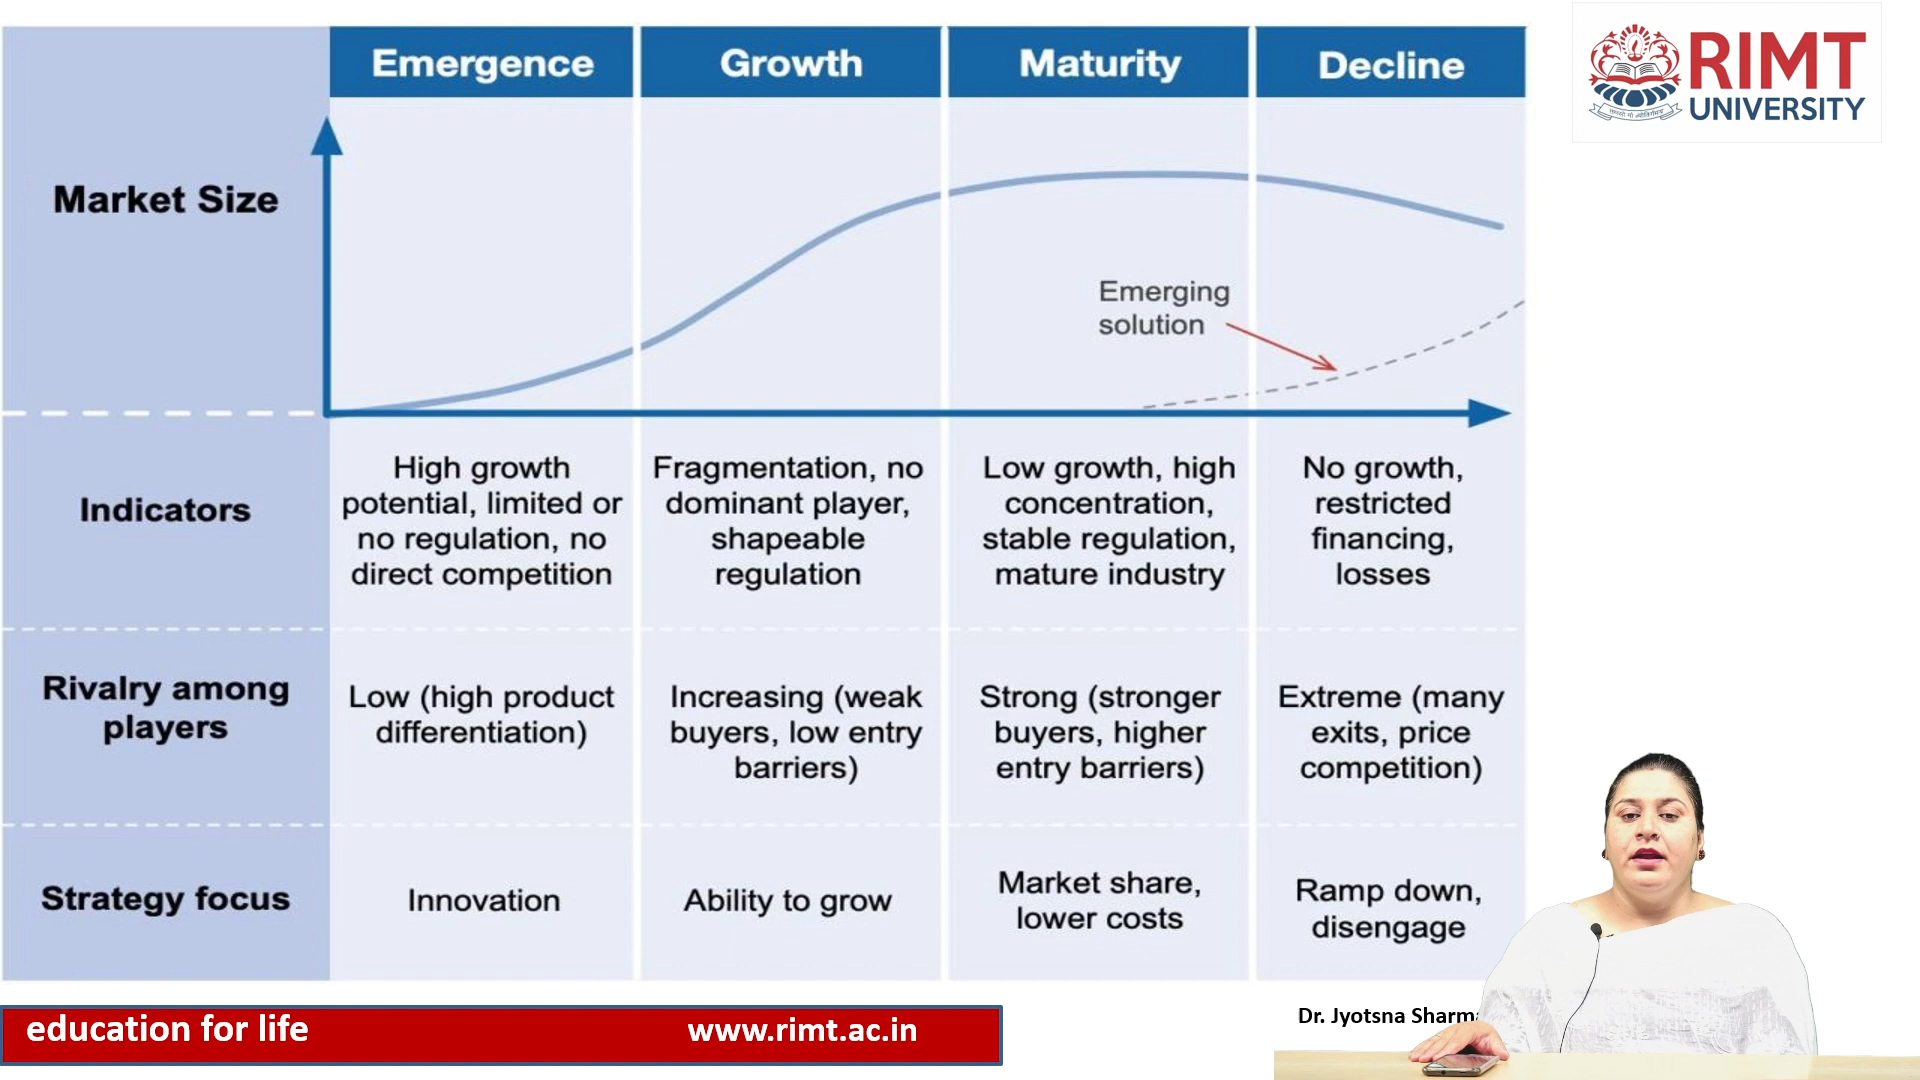 Emergence
Growth
Maturity
Decline
RIMT
UNIVERSITY
Market Size
Emerging
solution
Indicators
High growth
potential, limited or
no regulation, no
direct competition
Fragmentation, no
dominant player,
shapeable
regulation
Low growth, high
concentration,
stable regulation,
mature industry
No growth,
restricted
financing,
losses
Rivalry among
players
Low (high product
differentiation)
Increasing (weak
buyers, low entry
barriers)
Strong (stronger
buyers, higher
entry barriers)
Extreme (many
exits, price
competition)
Strategy focus
Innovation
Ability to grow
Market share,
lower costs
Ramp down,
disengage
education for life
www.rimt.ac.in
Dr. Jyotsna Sharma